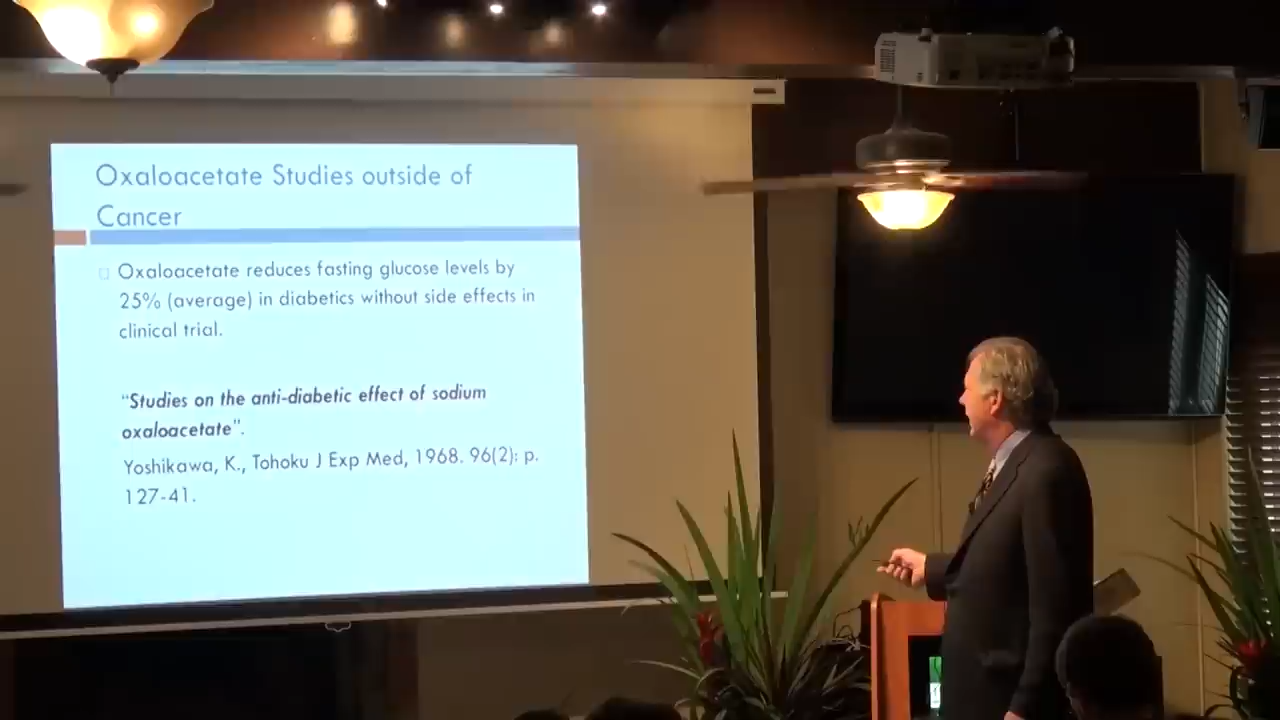 Oxaloacetate Studies outside of
Cancer
Oxaloacetate reduces fasting glucose levels by
25% (average) in diabetics without side effects in
clinical trial.
“Studies on the anti-diabetic effect of sodium
oxaloacetate”.
Yoshikawa, K., Tohoku J Exp Med, 1968. 96(2): p.
127-41.